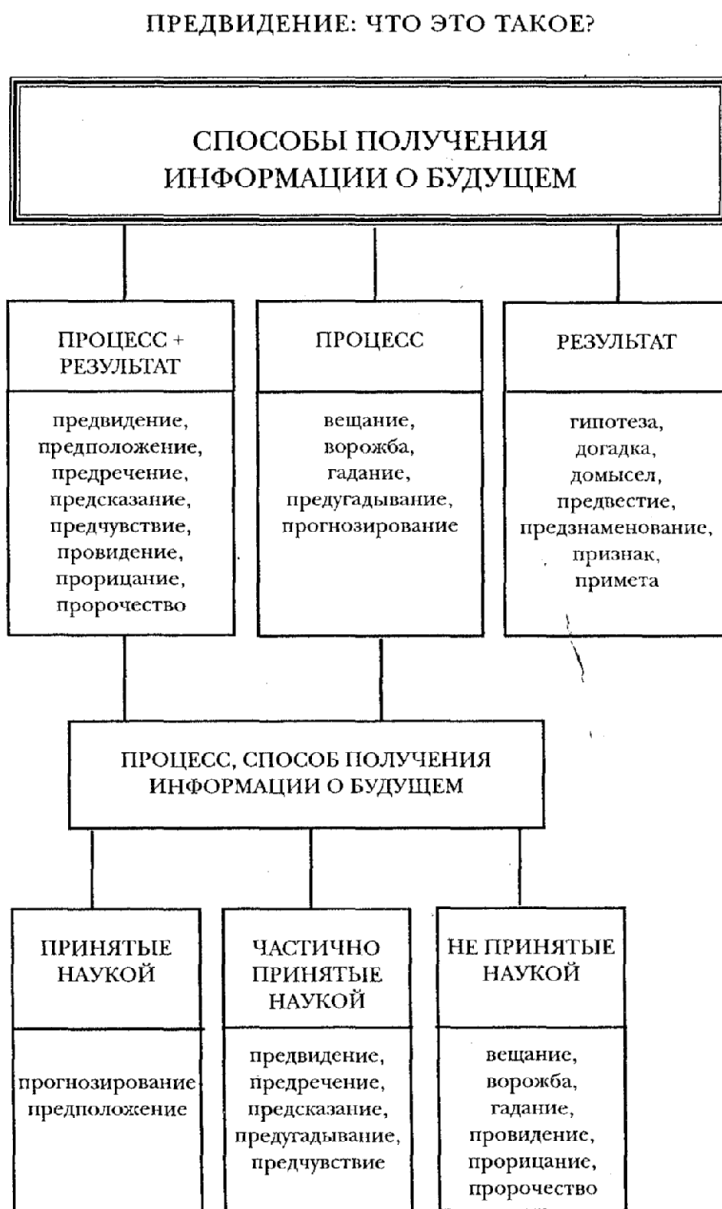 ПРЕДВИДЕНИЕ: ЧТО ЭТО ТАКОЕ?
СПОСОБЫ ПОЛУЧЕНИЯ
ИНФОРМАЦИИ О БУДУЩЕМ
ПРОЦЕСС +
РЕЗУЛЬТАТ
предвидение,
предположение,
предречение,
предсказание,
предчувствие,
провидение,
прорицание,
пророчество
ПРОЦЕСС
вещание,
ворожба,
гадание,
предугадывание,
прогнозирование
РЕЗУЛЬТАТ
гипотеза,
догадка,
домысел,
предвестие,
предзнаменование,
признак,
примета
ПРОЦЕСС, СПОСОБ ПОЛУЧЕНИЯ
ИНФОРМАЦИИ О БУДУЩЕМ
ПРИНЯТЫЕ
НАУКОЙ
прогнозирование
предположение
ЧАСТИЧНО
ПРИНЯТЫЕ
НАУКОЙ
предвидение,
предречение,
предсказание,
предугадывание,
предчувствие
НЕ ПРИНЯТЫЕ
НАУКОЙ
вещание,
ворожба,
гадание,
провидение,
прорицание,
пророчество